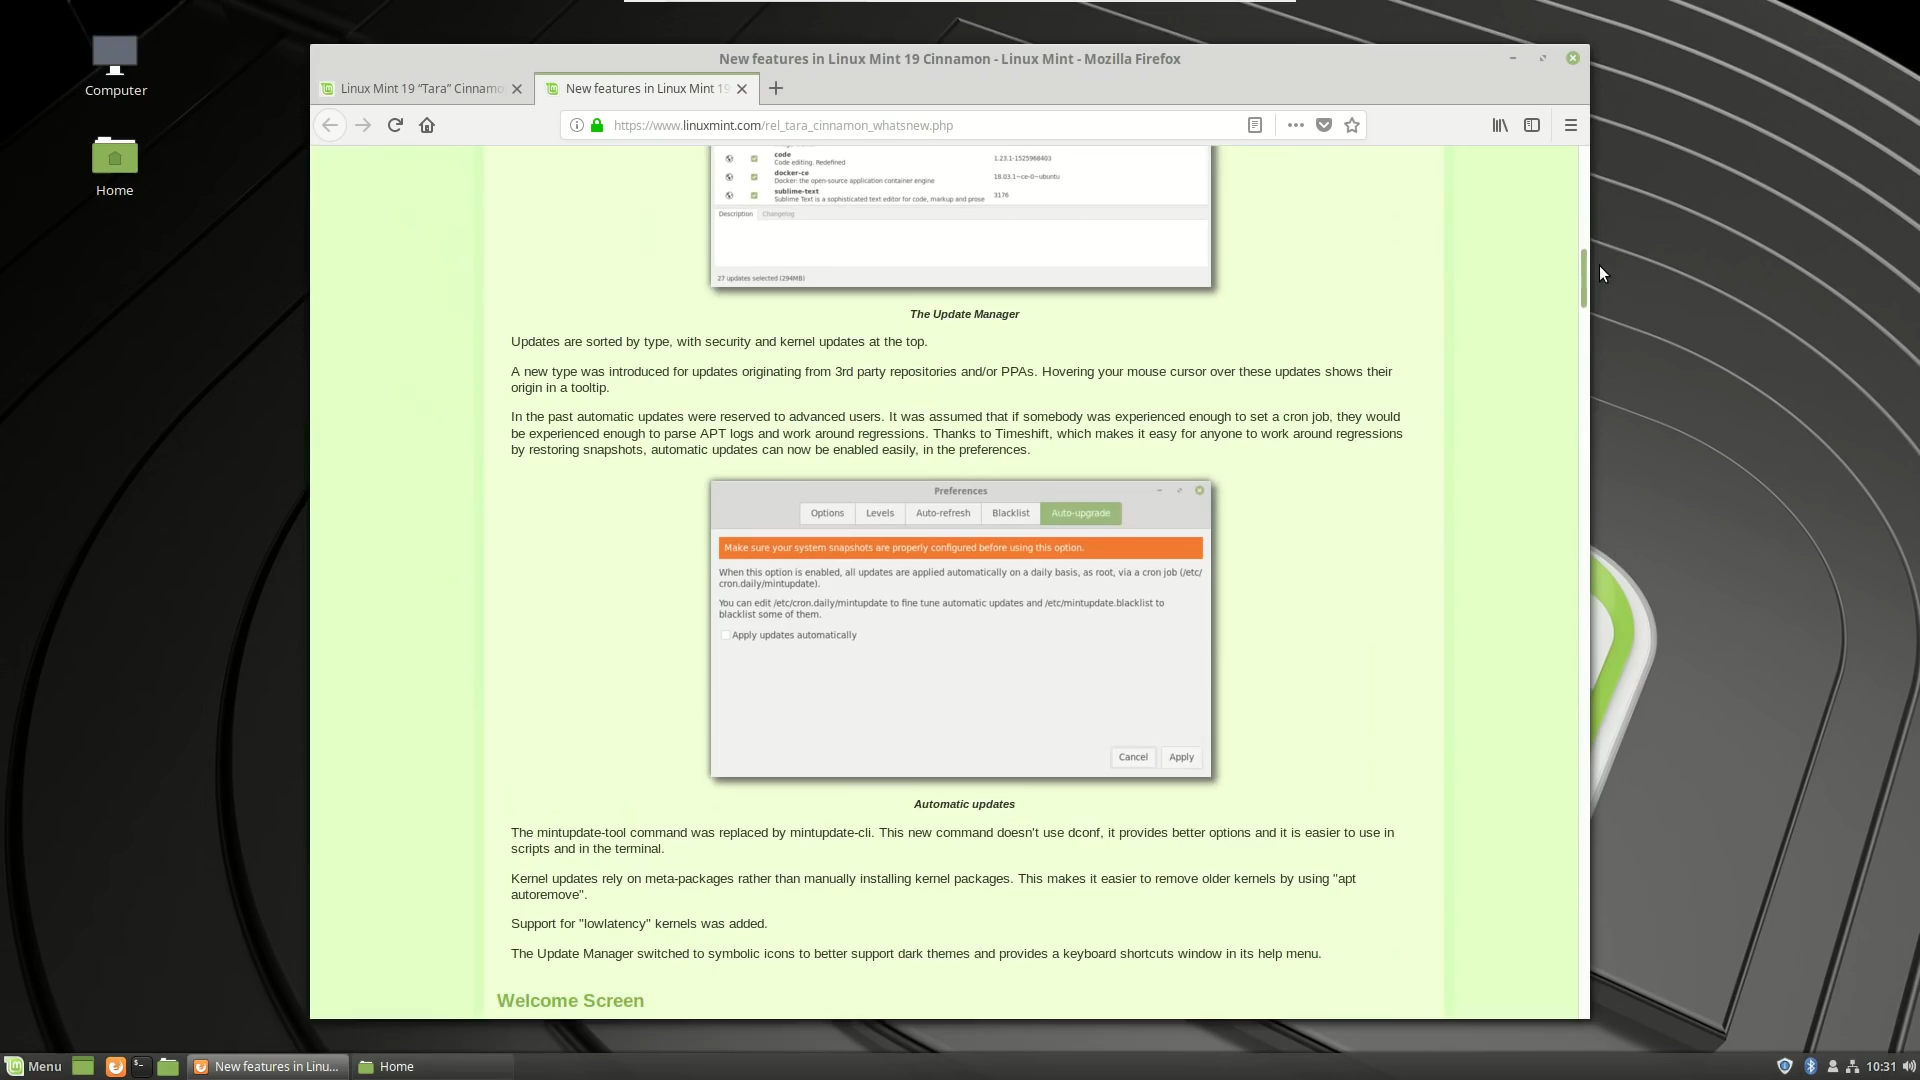 Computer
Home
New features in Linux Mint 19 Cinnamon - Linux Mint - Mozilla Firefox
Linux Mint 19 “Tara” Cinnamo
New features in Linux Mint 19
https://www.linuxmint.com/rel_tara_cinnamon_whatsnew.php
code
Code editing. Redefined
1.23.1-1525968403
docker-ce
Docker: the open-source application container engine
18.03.1~ce-0~ubuntu
sublime-text
Sublime Text is a sophisticated text editor for code, markup and prose
3176
Description Changelog
27 updates selected (294MB)
The Update Manager
Updates are sorted by type, with security and kernel updates at the top.
A new type was introduced for updates originating from 3rd party repositories and/or PPAs. Hovering your mouse cursor over these updates shows their
origin in a tooltip.
In the past automatic updates were reserved to advanced users. It was assumed that if somebody was experienced enough to set a cron job, they would
be experienced enough to parse APT logs and work around regressions. Thanks to Timeshift, which makes it easy for anyone to work around regressions
by restoring snapshots, automatic updates can now be enabled easily, in the preferences.
Preferences
Options Levels Auto-refresh Blacklist Auto-upgrade
Make sure your system snapshots are properly configured before using this option.
When this option is enabled, all updates are applied automatically on a daily basis, as root, via a cron job (/etc/
cron.daily/mintupdate).
You can edit /etc/cron.daily/mintupdate to fine tune automatic updates and /etc/mintupdate.blacklist to
blacklist some of them.
Apply updates automatically
Cancel Apply
Automatic updates
The mintupdate-tool command was replaced by mintupdate-cli. This new command doesn't use dconf, it provides better options and it is easier to use in
scripts and in the terminal.
Kernel updates rely on meta-packages rather than manually installing kernel packages. This makes it easier to remove older kernels by using "apt
autoremove".
Support for "lowlatency" kernels was added.
The Update Manager switched to symbolic icons to better support dark themes and provides a keyboard shortcuts window in its help menu.
Welcome Screen
Menu
New features in Linu...
Home
10:31